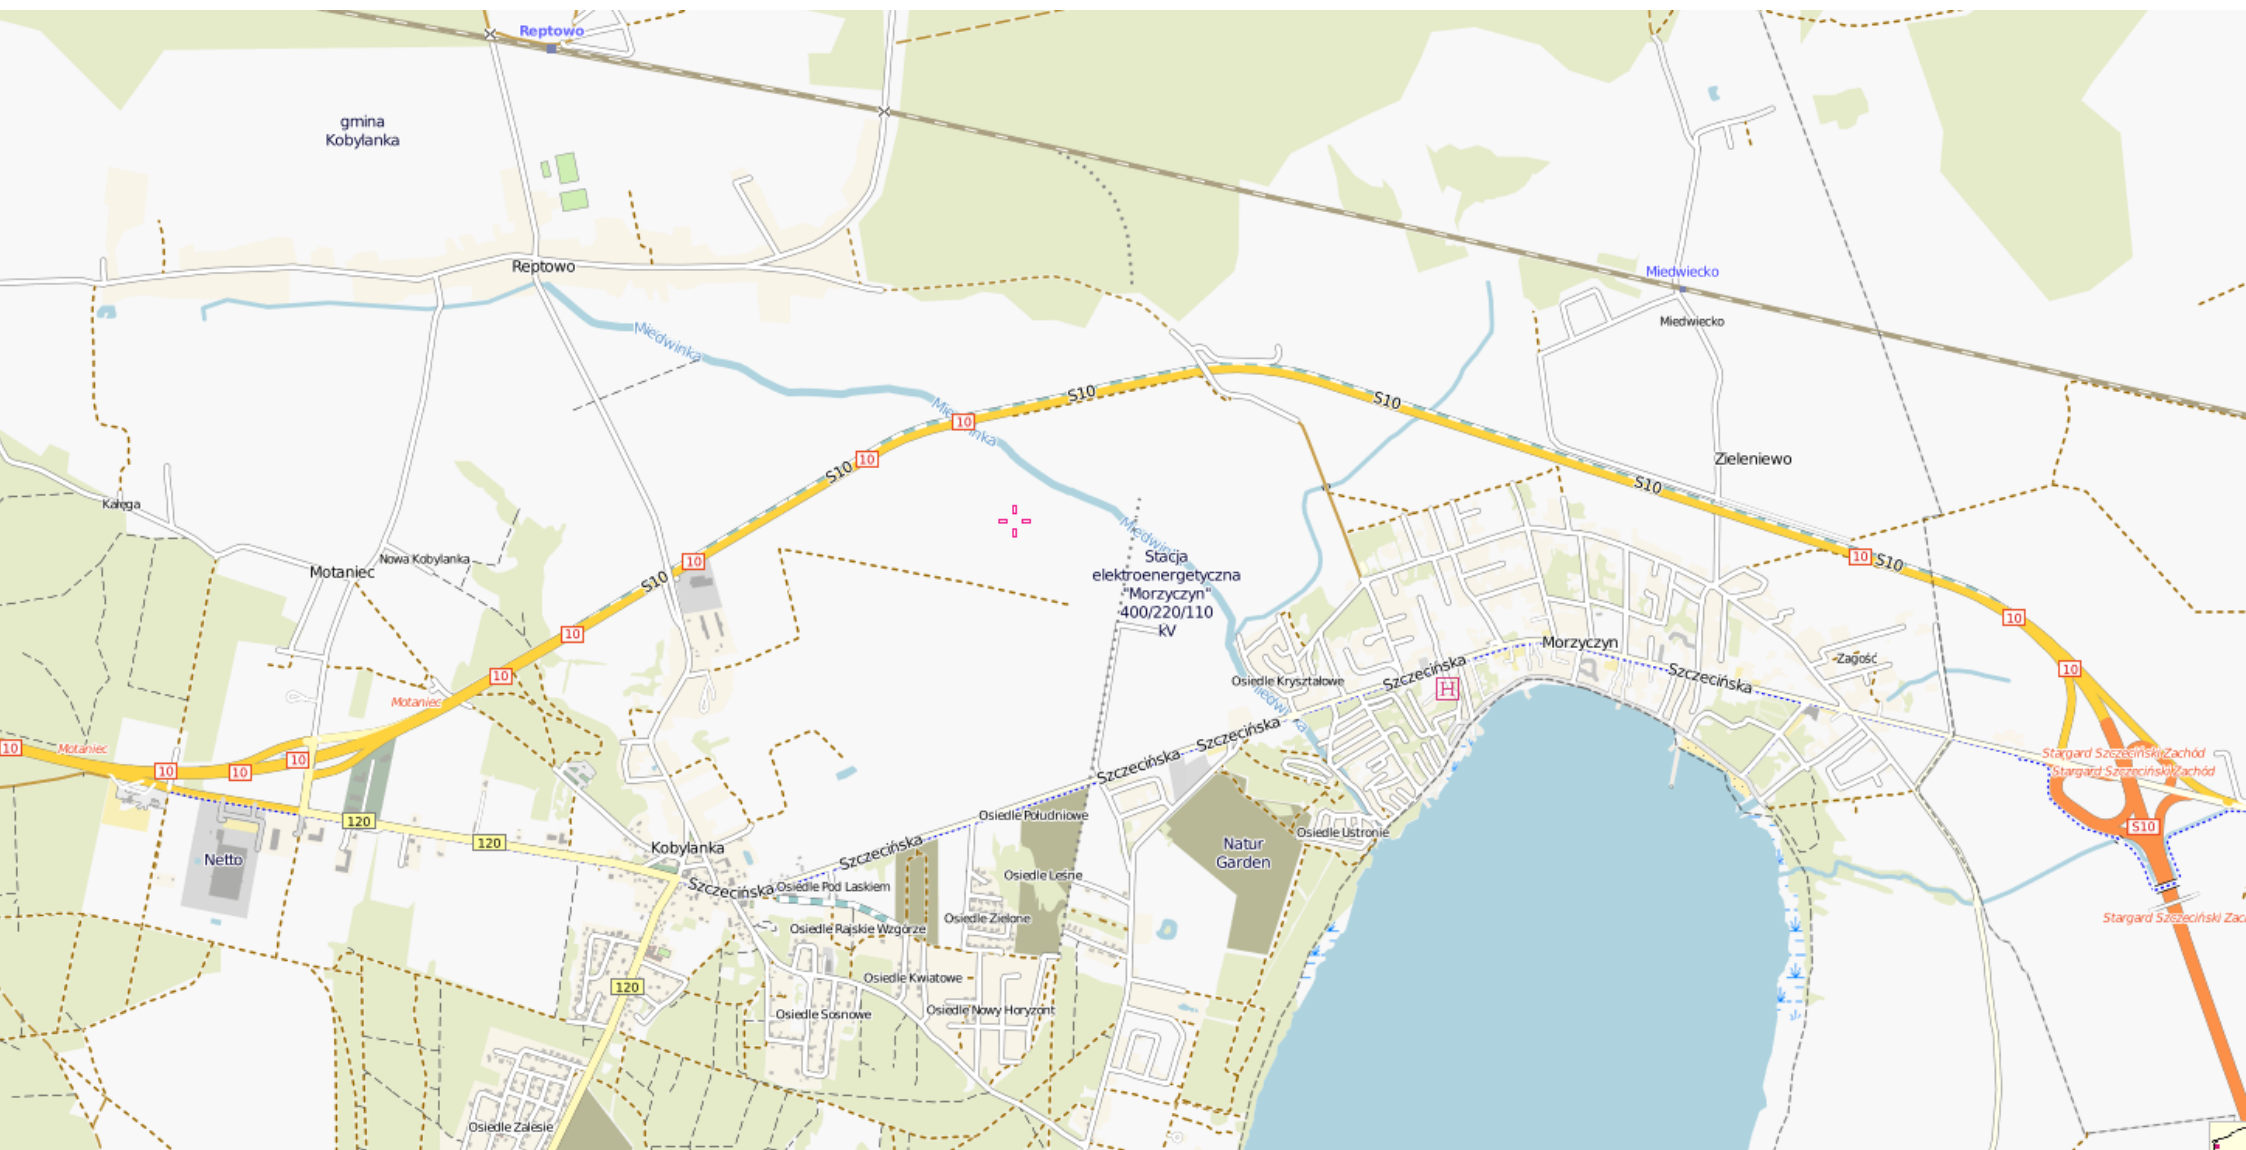 Reptowo
gmina
Kobylanka
Reptowo
Miedwiecko
Miedwinka
Miedwiecko
S10
S10
Miedwinka
10
S10
10
Zieleniewo
S10
Kałęga
Miedwinka
Nowa Kobylanka
Motaniec
10
S10
Stacja
elektroenergetyczna
"Morzyczyn"
400/220/110
kV
10
S10
10
10
Morzyczyn
Zagość
10
10
Szczecińska
Szczecińska
Osiedle Kryształowe
H
Motaniec
Miedwinka
Szczecińska
10
Motaniec
10
10
10
Szczecińska
Stargard Szczeciński Zachód
Stargard Szczeciński Zachód
120
Osiedle Południowe
S10
Osiedle Ustronie
120
Szczecińska
Kobylanka
Netto
Natur
Garden
Osiedle Leśne
Szczecińska
Osiedle Pod Laskiem
Osiedle Zielone
Stargard Szczeciński Zac
Osiedle Rajskie Wzgórze
Osiedle Kwiatowe
120
Osiedle Sosnowe
Osiedle Nowy Horyzont
Osiedle Zalesie